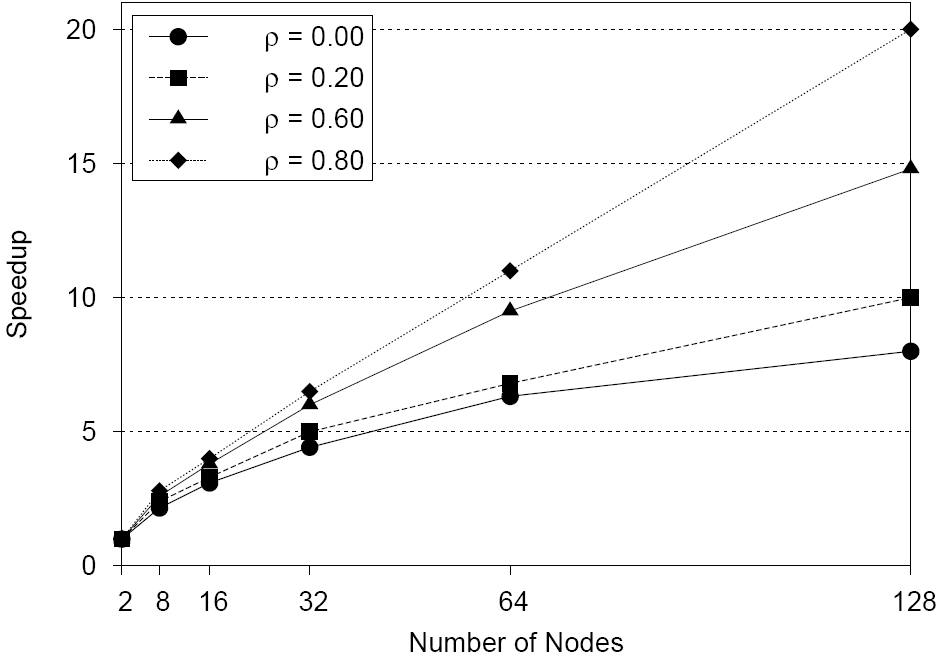 20
15
10
5
0
ρ = 0.00
ρ = 0.20
ρ = 0.60
ρ = 0.80
Speedup
2 8 16 32 64 128
Number of Nodes